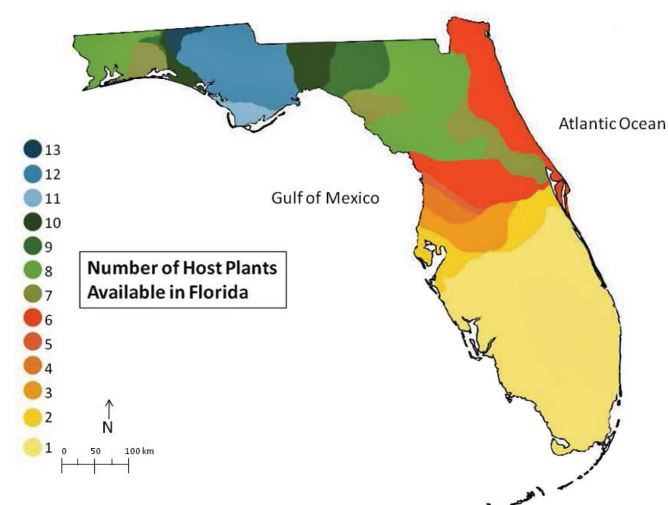 Atlantic Ocean
Gulf of Mexico
13
12
11
10
9
8
7
6
5
4
3
2
1
Number of Host Plants
Available in Florida
N
0 50 100 km